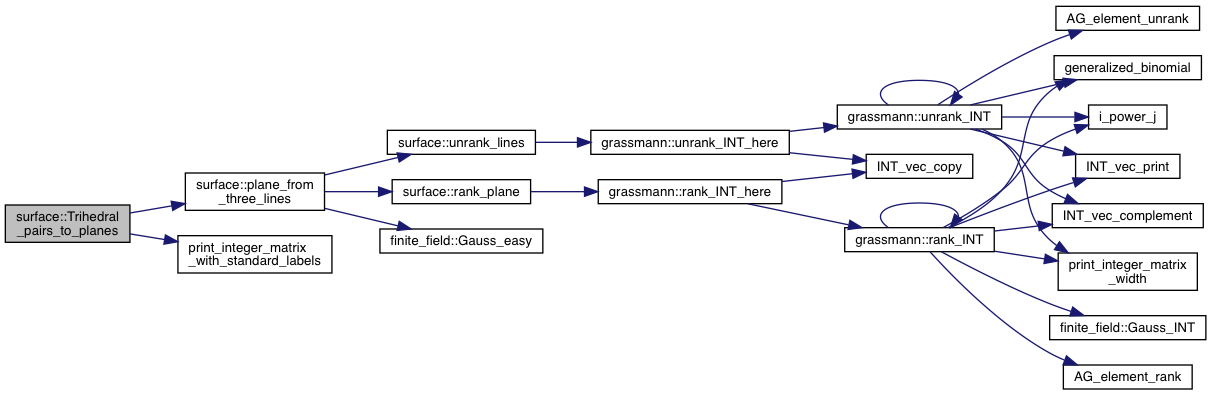 surface::Trihedral
_pairs_to_planes
surface::plane_from
_three_lines
print_integer_matrix
_with_standard_labels
surface::unrank_lines
surface::rank_plane
finite_field::Gauss_easy
grassmann::unrank_INT_here
grassmann::rank_INT_here
grassmann::unrank_INT
INT_vec_copy
grassmann::rank_INT
AG_element_unrank
generalized_binomial
i_power_j
INT_vec_print
INT_vec_complement
print_integer_matrix
_width
finite_field::Gauss_INT
AG_element_rank